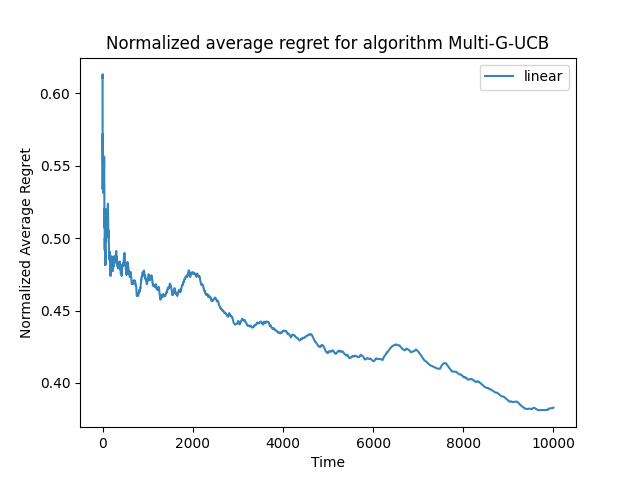 Normalized average regret for algorithm Multi-G-UCB
linear
Normalized Average Regret
0.60
0.55
0.50
0.45
0.40
0
2000
4000
6000
8000
10000
Time